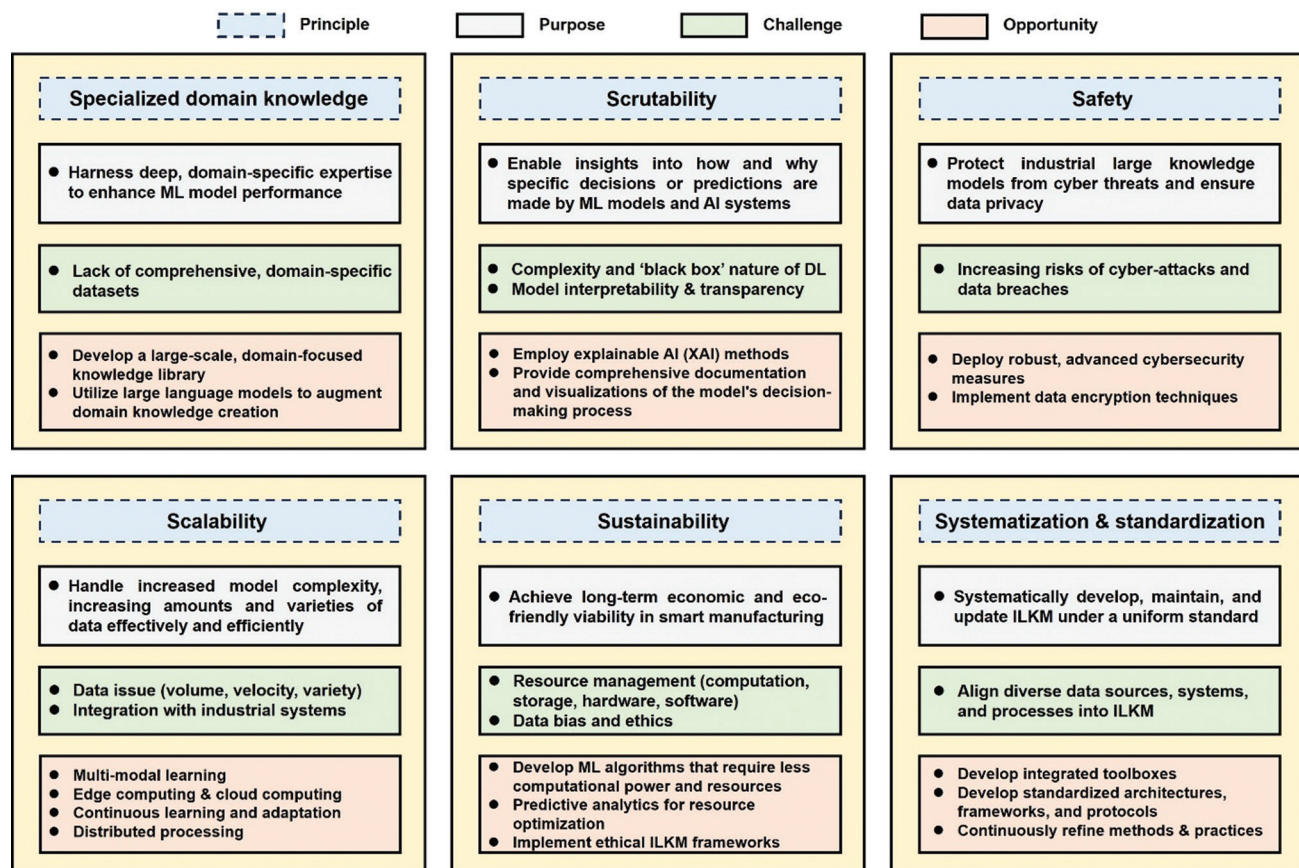 Principle
Purpose
Challenge
Opportunity
Specialized domain knowledge
● Harness deep, domain-specific expertise
to enhance ML model performance
● Lack of comprehensive, domain-specific
datasets
● Develop a large-scale, domain-focused
knowledge library
● Utilize large language models to augment
domain knowledge creation
Scrutability
● Enable insights into how and why
specific decisions or predictions are
made by ML models and AI systems
● Complexity and ‘black box’ nature of DL
● Model interpretability & transparency
● Employ explainable AI (XAI) methods
● Provide comprehensive documentation
and visualizations of the model's decision-
making process
Safety
● Protect industrial large knowledge
models from cyber threats and ensure
data privacy
● Increasing risks of cyber-attacks and
data breaches
● Deploy robust, advanced cybersecurity
measures
● Implement data encryption techniques
Scalability
● Handle increased model complexity,
increasing amounts and varieties of
data effectively and efficiently
● Data issue (volume, velocity, variety)
● Integration with industrial systems
● Multi-modal learning
● Edge computing & cloud computing
● Continuous learning and adaptation
● Distributed processing
Sustainability
● Achieve long-term economic and eco-
friendly viability in smart manufacturing
● Resource management (computation,
storage, hardware, software)
● Data bias and ethics
● Develop ML algorithms that require less
computational power and resources
● Predictive analytics for resource
optimization
● Implement ethical ILKM frameworks
Systematization & standardization
● Systematically develop, maintain, and
update ILKM under a uniform standard
● Align diverse data sources, systems,
and processes into ILKM
● Develop integrated toolboxes
● Develop standardized architectures,
frameworks, and protocols
● Continuously refine methods & practices